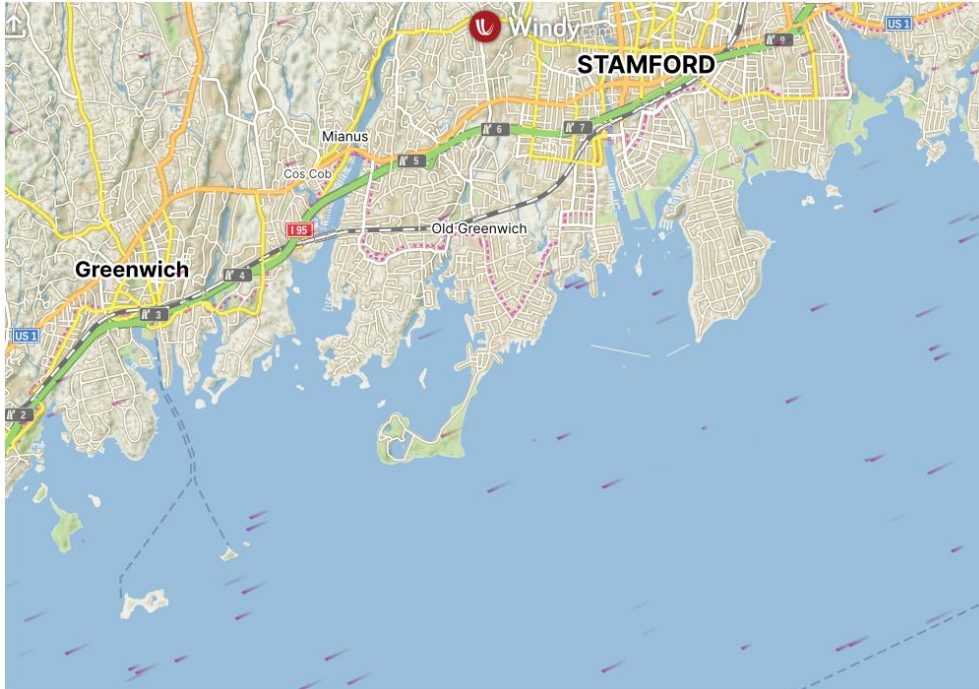 Windy.com
US 1
9
STAMFORD
6
7
Mianus
5
Cos Cob
I 95
Old Greenwich
Greenwich
4
3
US 1
2